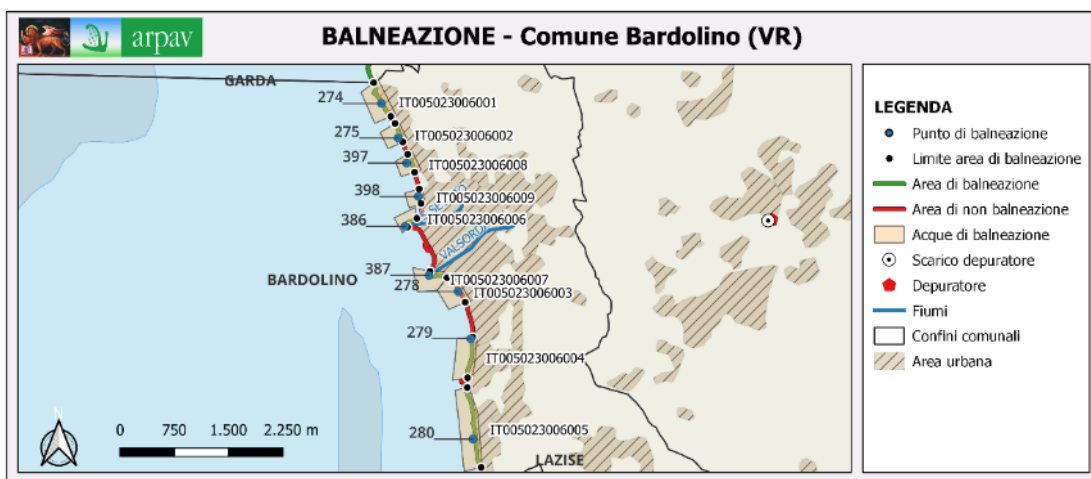 arpav
BALNEAZIONE - Comune Bardolino (VR)
GARDA
274
IT005023006001
275
IT005023006002
397
IT005023006008
398
IT005023006009
386
IT005023006006
VALSORDA
387
BARDOLINO
IT005023006007
278
IT005023006003
279
IT005023006004
280
IT005023006005
LAZISE
N
0 750 1.500 2.250 m
LEGENDA
Punto di balneazione
Limite area di balneazione
Area di balneazione
Area di non balneazione
Acque di balneazione
Scarico depuratore
Depuratore
Fiumi
Confini comunali
Area urbana